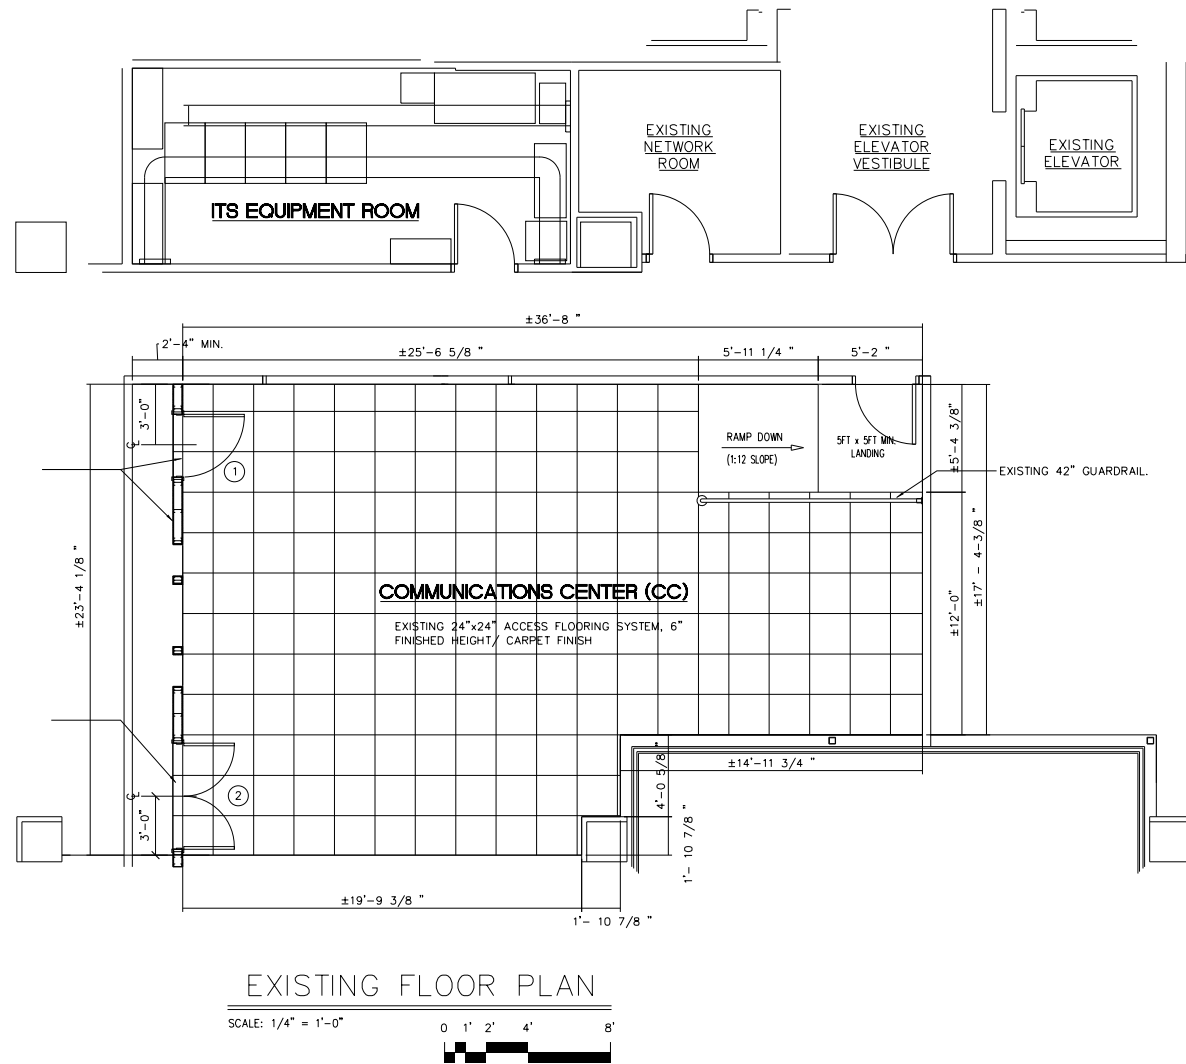 EXISTING
NETWORK
ROOM
EXISTING
ELEVATOR
VESTIBULE
EXISTING
ELEVATOR
ITS EQUIPMENT ROOM
±36'-8 "
2'-4" MIN.
±25'-6 5/8 "
5'-11 1/4 "
5'-2 "
3'-0"
CL
1
RAMP DOWN
(1:12 SLOPE)
5FT x 5FT MIN.
LANDING
±5'-4 3/8"
EXISTING 42" GUARDRAIL.
±23'-4 1/8 "
±17' - 4-3/8 "
±12'-0"
COMMUNICATIONS CENTER (CC)
EXISTING 24"x24" ACCESS FLOORING SYSTEM, 6"
FINISHED HEIGHT/ CARPET FINISH
±14'-11 3/4 "
4'-0 5/8"
CL
2
3'-0"
1'- 10 7/8 "
±19'-9 3/8 "
1'- 10 7/8 "
EXISTING FLOOR PLAN
SCALE: 1/4" = 1'-0"
0 1' 2' 4' 8'